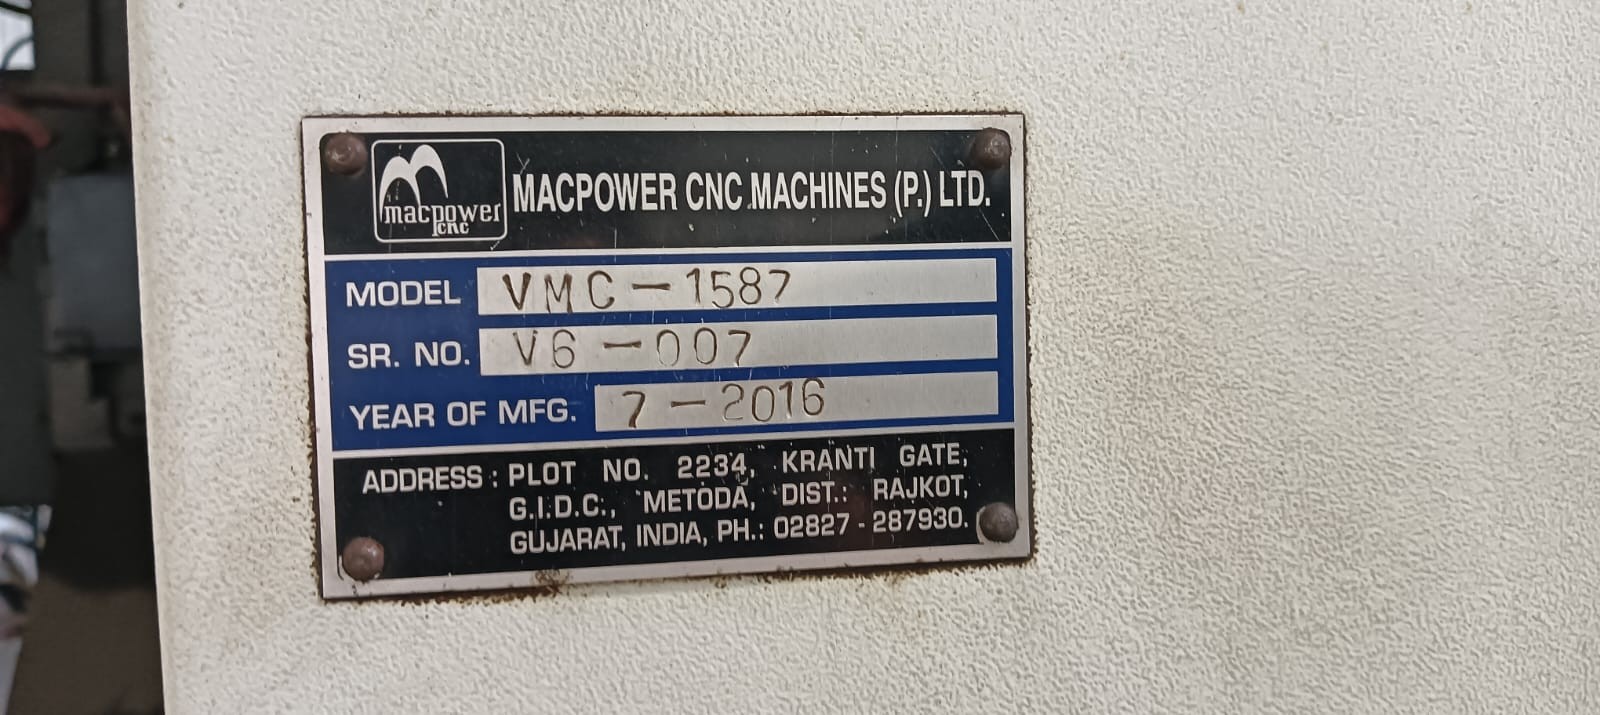 macpower
cnc
MACPOWER CNC MACHINES (P.) LTD.
MODEL VMC-1587
SR. NO. V6-007
YEAR OF MFG. 7-2016
ADDRESS : PLOT NO. 2234, KRANTI GATE,
G.I.D.C., METODA, DIST.: RAJKOT,
GUJARAT, INDIA, PH.: 02827 - 287930.